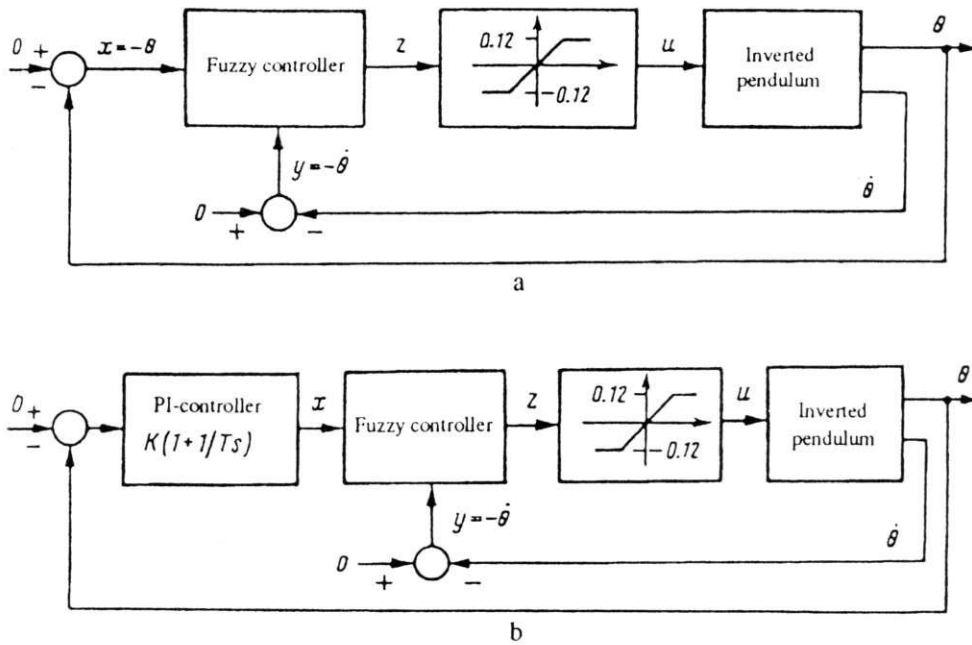 0 + x = -θ Fuzzy controller z 0.12 -0.12 u Inverted pendulum θ
-
y = -θ̇
0 + - θ̇
a
0 + PI-controller x Fuzzy controller z 0.12 -0.12 u Inverted pendulum θ
- K(1+1/Ts)
y = -θ̇
0 + - θ̇
b